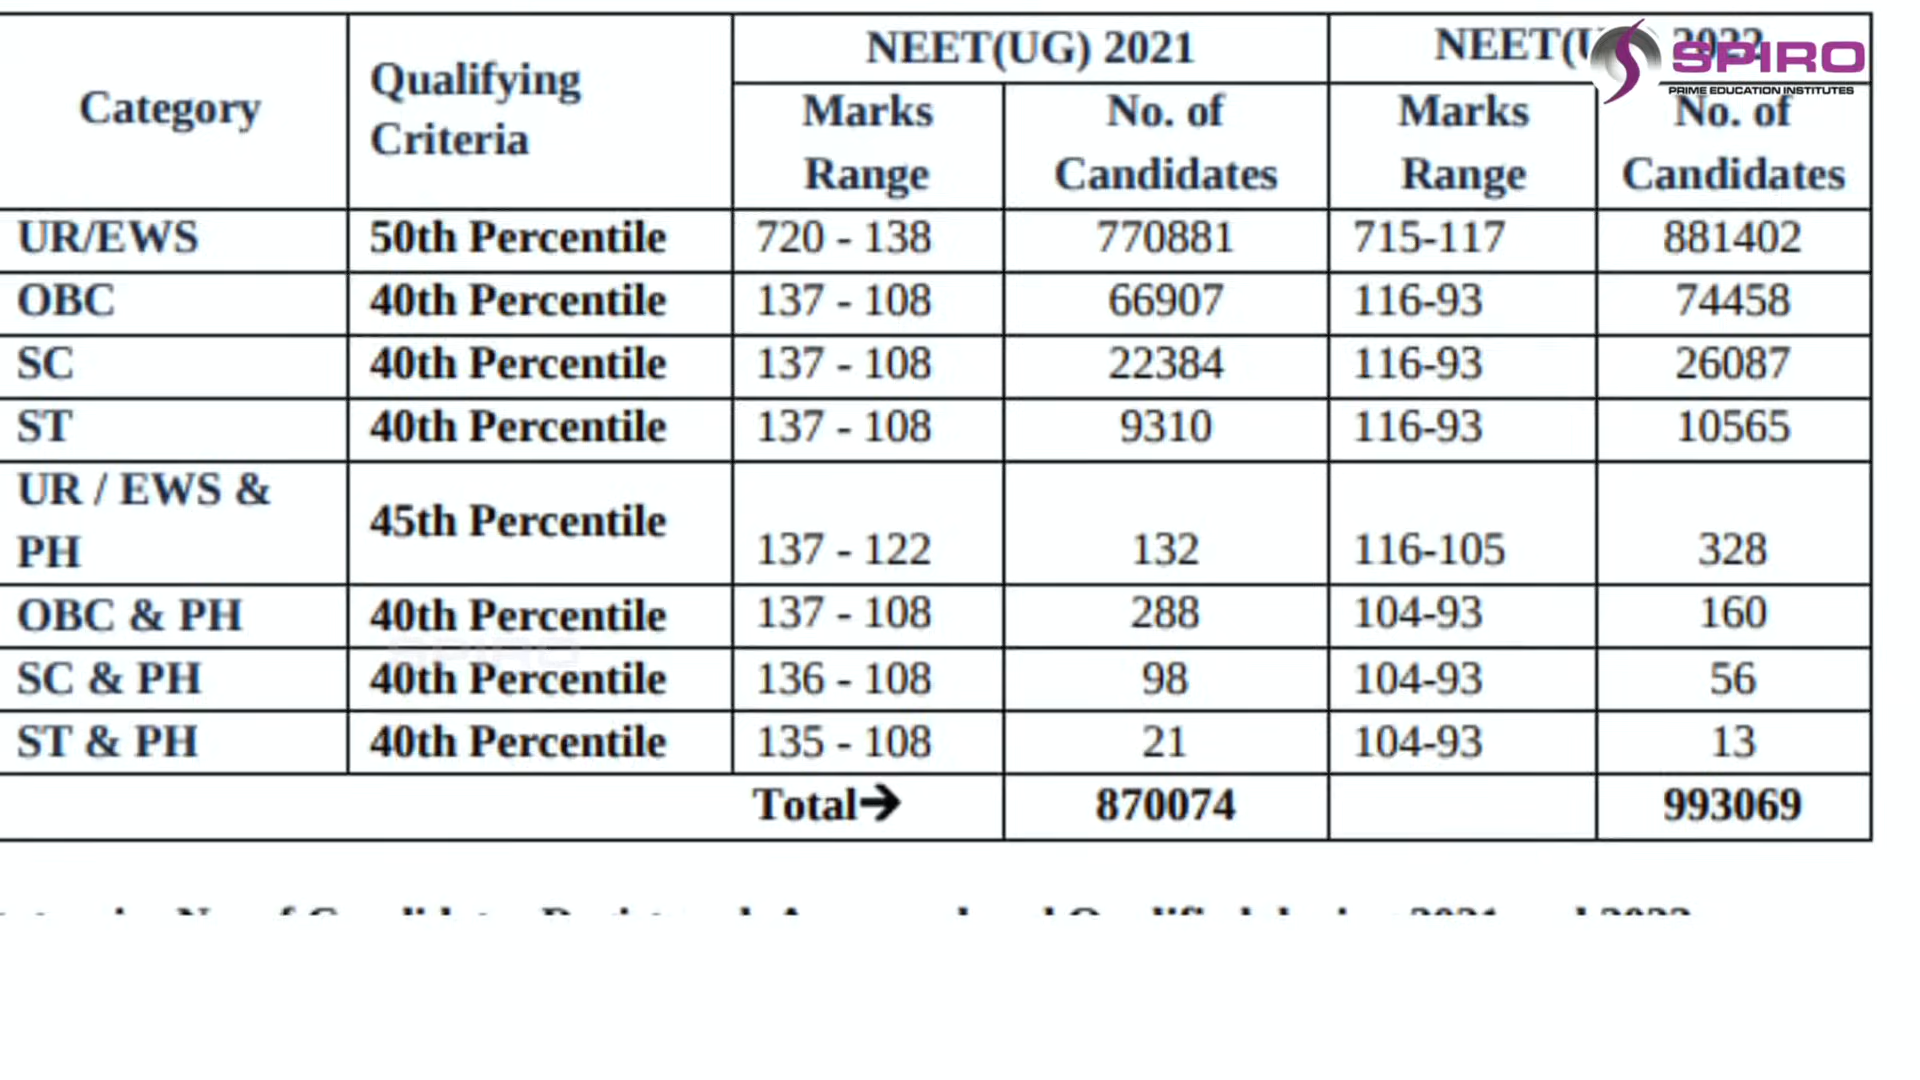 Category
Qualifying
Criteria
NEET(UG) 2021
NEET(U 2022
SPIRO
PRIME EDUCATION INSTITUTES
Marks
Range
No. of
Candidates
Marks
Range
No. of
Candidates
UR/EWS 50th Percentile 720 - 138 770881 715-117 881402
OBC 40th Percentile 137 - 108 66907 116-93 74458
SC 40th Percentile 137 - 108 22384 116-93 26087
ST 40th Percentile 137 - 108 9310 116-93 10565
UR / EWS &
PH 45th Percentile 137 - 122 132 116-105 328
OBC & PH 40th Percentile 137 - 108 288 104-93 160
SPIRO
SC & PH 40th Percentile 136 - 108 98 104-93 56
ST & PH 40th Percentile 135 - 108 21 104-93 13
Total→ 870074 993069